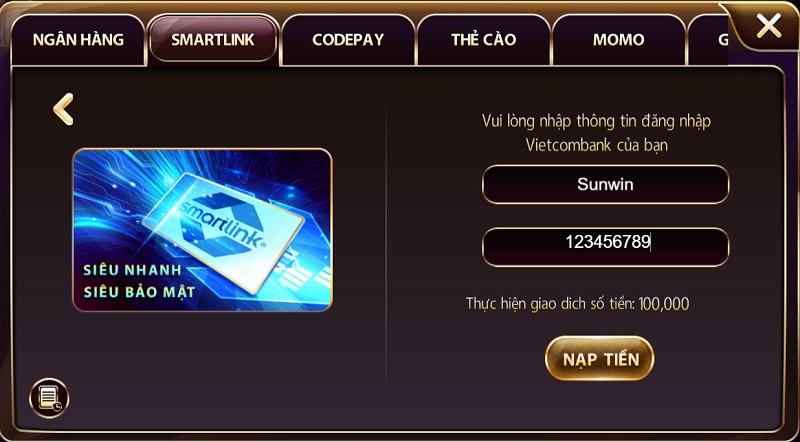 NGÂN HÀNG
SMARTLINK
CODEPAY
THẺ CÀO
MOMO
G
Vui lòng nhập thông tin đăng nhập
Vietcombank của bạn
Sunwin
123456789
smartlink®
SIÊU NHANH
SIÊU BẢO MẬT
Thực hiện giao dich số tiền: 100,000
NẠP TIỀN